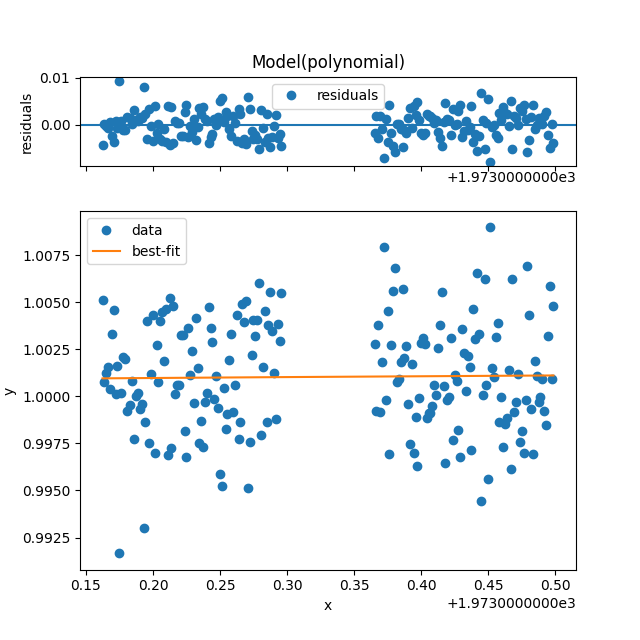 Model(polynomial)
0.01
0.00
residuals
residuals
+1.9730000000e3
data
best-fit
1.0075
1.0050
1.0025
1.0000
0.9975
0.9950
0.9925
y
0.15 0.20 0.25 0.30 0.35 0.40 0.45 0.50
x
+1.9730000000e3